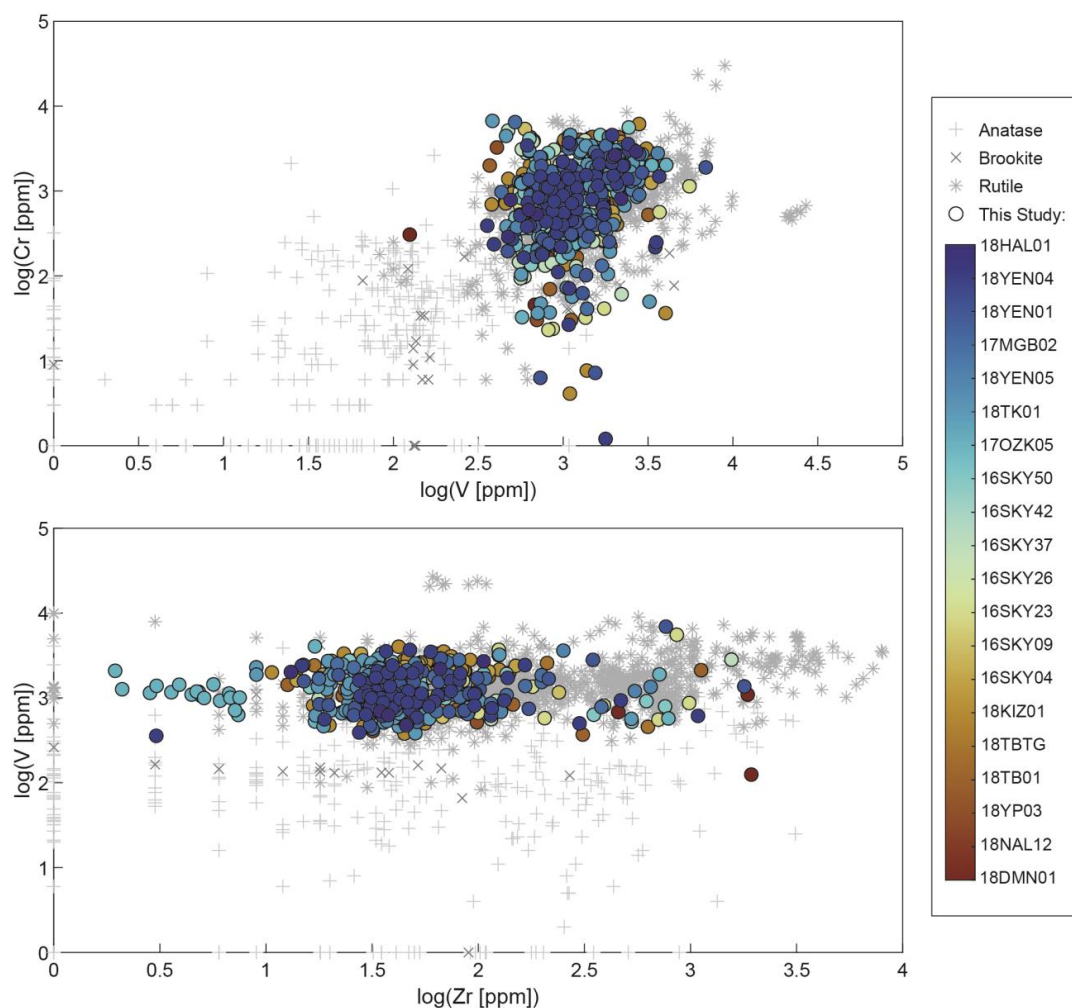 5
4
3
2
1
0
log(Cr [ppm])
0
0.5
1
1.5
2
2.5
3
3.5
4
4.5
5
log(V [ppm])
5
4
3
2
1
0
log(V [ppm])
0
0.5
1
1.5
2
2.5
3
3.5
4
log(Zr [ppm])
Anatase
Brookite
Rutile
This Study:
18HAL01
18YEN04
18YEN01
17MGB02
18YEN05
18TK01
17OZK05
16SKY50
16SKY42
16SKY37
16SKY26
16SKY23
16SKY09
16SKY04
18KIZ01
18TBTG
18TB01
18YP03
18NAL12
18DMN01